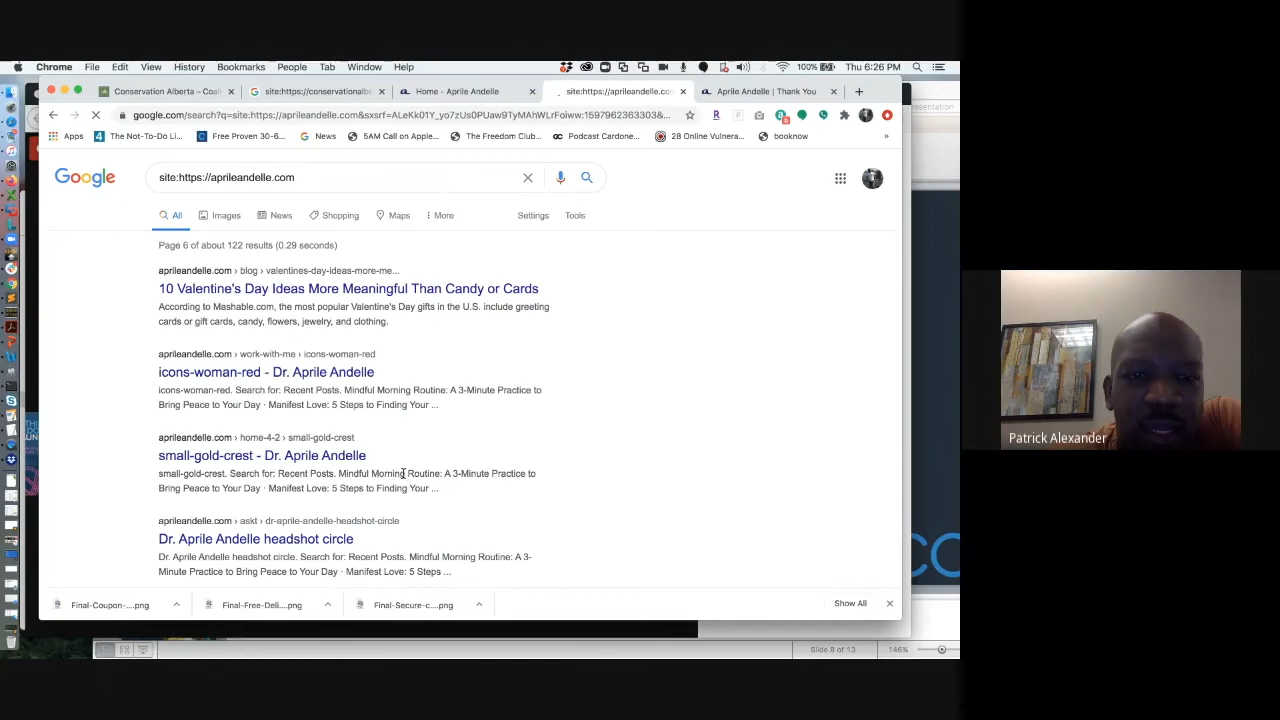 Chrome File Edit View History Bookmarks People Tab Window Help 100% Thu 6:26 PM
Conservation Alberta – Coali site:https://conservationalbe Home - Aprile Andelle site:https://aprileandelle.con Aprile Andelle | Thank You
google.com/search?q=site:https://aprileandelle.com&sxsrf=ALeKk01Y_yo7zUs0PUaw9TyMAhWLrFoiww:1597962363303&...
Apps The Not-To-Do Li... Free Proven 30-6... News 5AM Call on Apple... The Freedom Club... Podcast Cardone... 28 Online Vulnera... booknow »
Google
site:https://aprileandelle.com
All Images News Shopping Maps More Settings Tools
Page 6 of about 122 results (0.29 seconds)
aprileandelle.com › blog › valentines-day-ideas-more-me...
10 Valentine's Day Ideas More Meaningful Than Candy or Cards
According to Mashable.com, the most popular Valentine's Day gifts in the U.S. include greeting
cards or gift cards, candy, flowers, jewelry, and clothing.
aprileandelle.com › work-with-me › icons-woman-red
icons-woman-red - Dr. Aprile Andelle
icons-woman-red. Search for: Recent Posts. Mindful Morning Routine: A 3-Minute Practice to
Bring Peace to Your Day · Manifest Love: 5 Steps to Finding Your ...
aprileandelle.com › home-4-2 › small-gold-crest
small-gold-crest - Dr. Aprile Andelle
small-gold-crest. Search for: Recent Posts. Mindful Morning Routine: A 3-Minute Practice to
Bring Peace to Your Day · Manifest Love: 5 Steps to Finding Your ...
aprileandelle.com › askt › dr-aprile-andelle-headshot-circle
Dr. Aprile Andelle headshot circle
Dr. Aprile Andelle headshot circle. Search for: Recent Posts. Mindful Morning Routine: A 3-
Minute Practice to Bring Peace to Your Day · Manifest Love: 5 Steps ...
Final-Coupon-....png Final-Free-Deli....png Final-Secure-c....png Show All
Slide 8 of 13 146%
Patrick Alexander